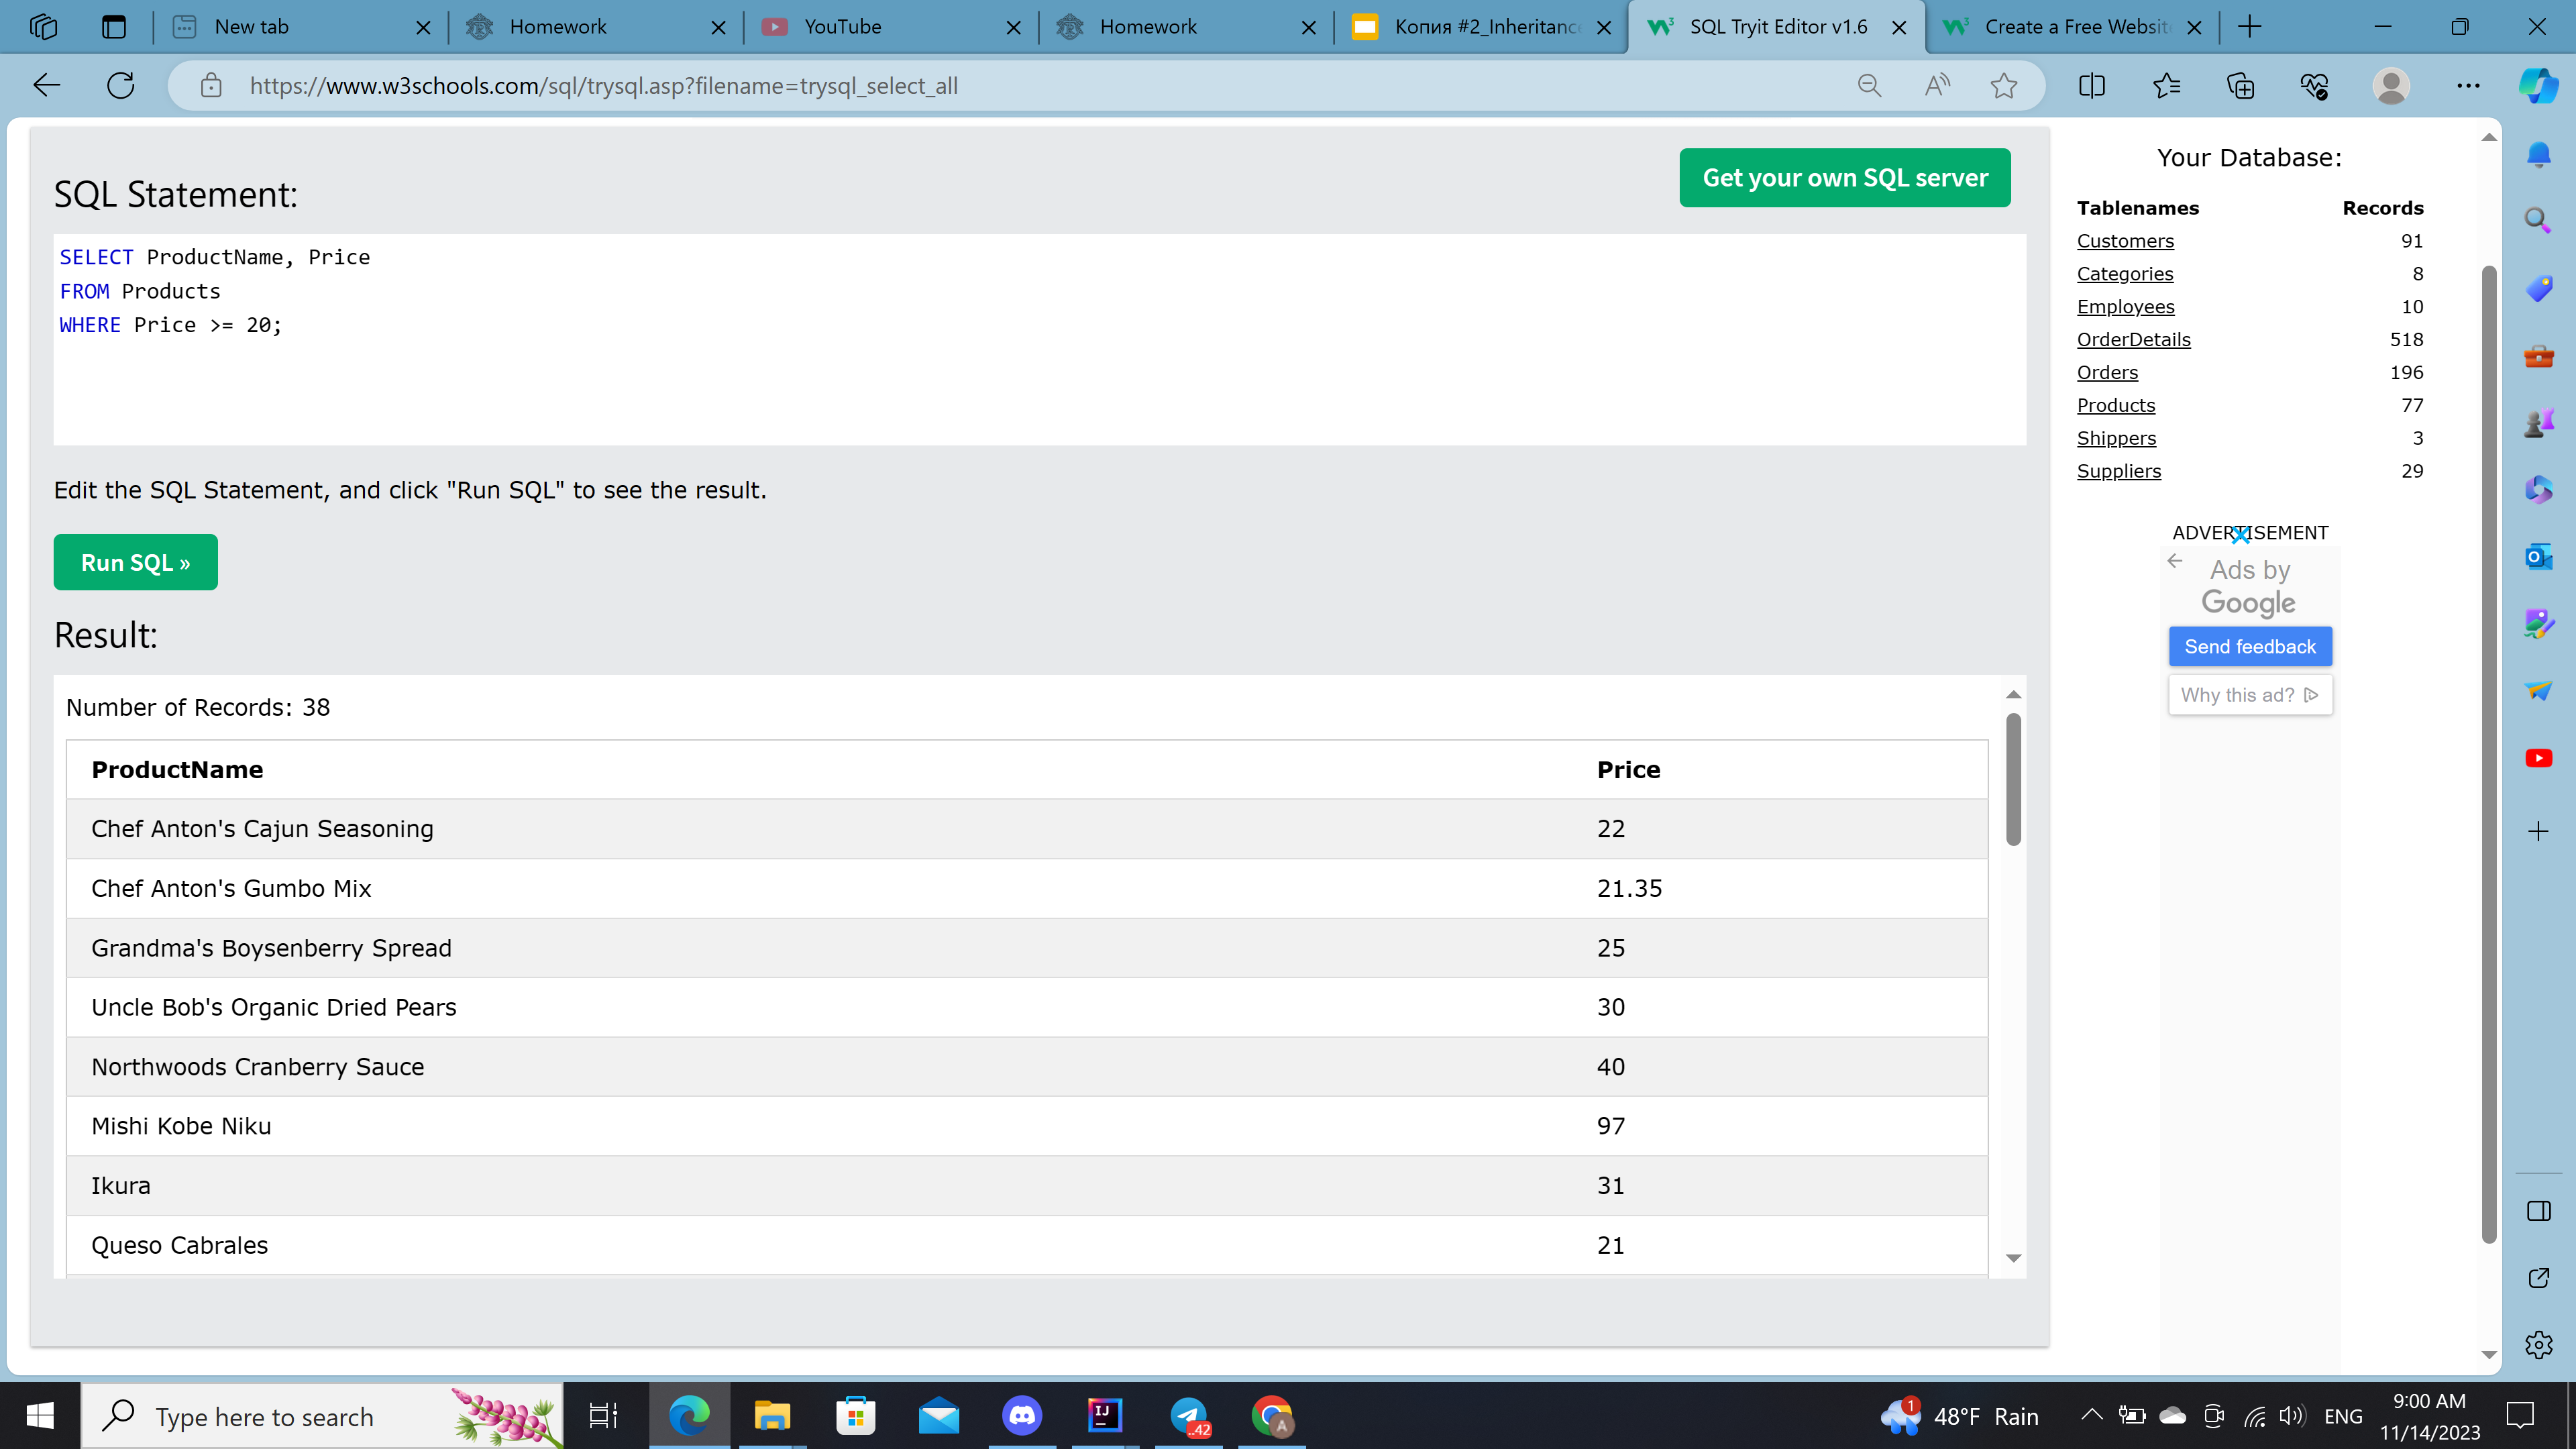 New tab
Homework
YouTube
Homework
Копия #2_Inheritanc
SQL Tryit Editor v1.6
Create a Free Websit
https://www.w3schools.com/sql/trysql.asp?filename=trysql_select_all
SQL Statement:
Get your own SQL server
SELECT ProductName, Price
FROM Products
WHERE Price >= 20;
Edit the SQL Statement, and click "Run SQL" to see the result.
Run SQL »
Result:
Number of Records: 38
ProductName Price
Chef Anton's Cajun Seasoning 22
Chef Anton's Gumbo Mix 21.35
Grandma's Boysenberry Spread 25
Uncle Bob's Organic Dried Pears 30
Northwoods Cranberry Sauce 40
Mishi Kobe Niku 97
Ikura 31
Queso Cabrales 21
Your Database:
Tablenames Records
Customers 91
Categories 8
Employees 10
OrderDetails 518
Orders 196
Products 77
Shippers 3
Suppliers 29
ADVERTISEMENT
Ads by
Google
Send feedback
Why this ad?
Type here to search
IJ
..42
A
1
48°F Rain
ENG
9:00 AM
11/14/2023